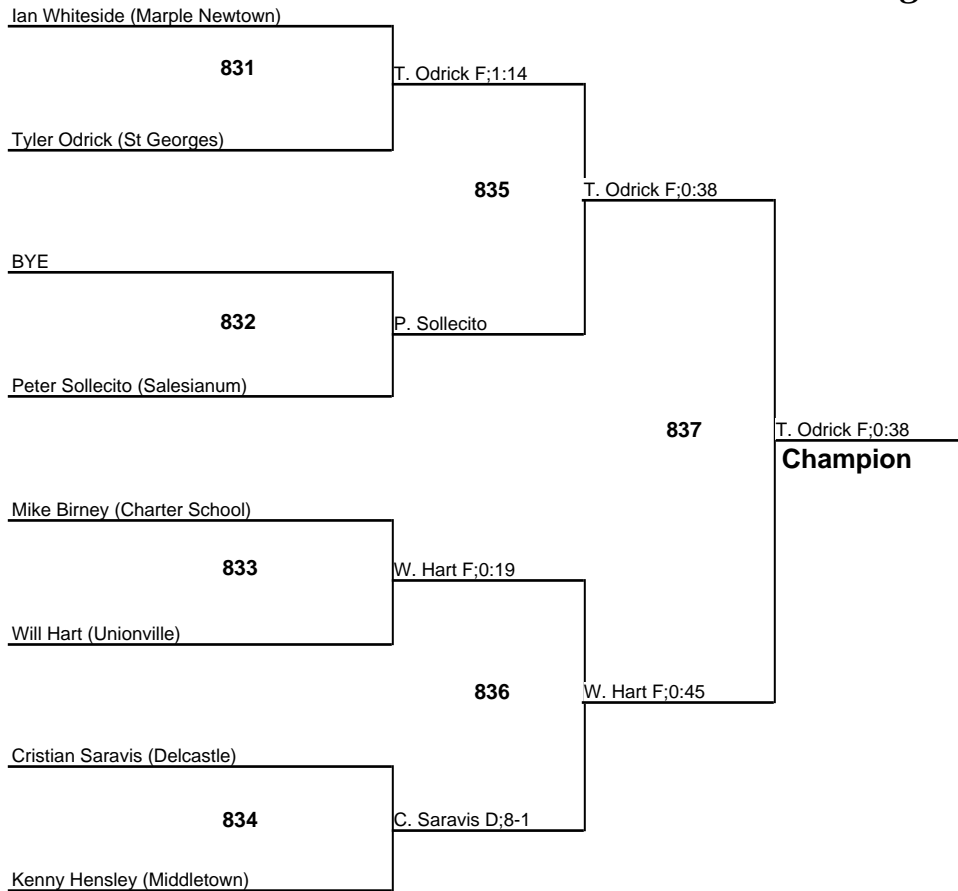 Ian Whiteside (Marple Newtown)
831
T. Odrick F;1:14
Tyler Odrick (St Georges)
835
T. Odrick F;0:38
BYE
832
P. Sollecito
Peter Sollecito (Salesianum)
837
T. Odrick F;0:38
Champion
Mike Birney (Charter School)
833
W. Hart F;0:19
Will Hart (Unionville)
836
W. Hart F;0:45
Cristian Saravis (Delcastle)
834
C. Saravis D;8-1
Kenny Hensley (Middletown)